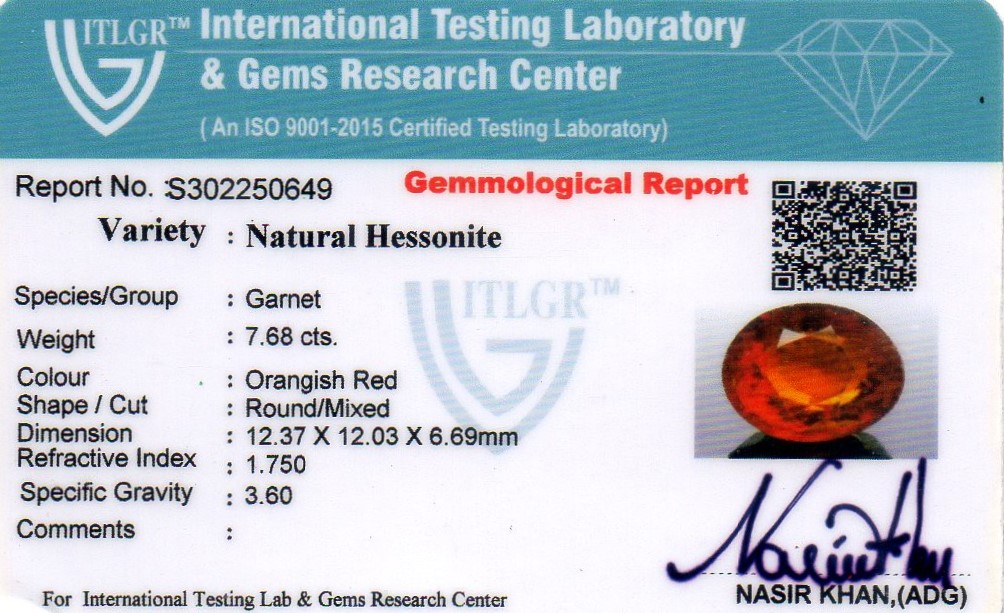 ITLGR™ International Testing Laboratory
& Gems Research Center
( An ISO 9001-2015 Certified Testing Laboratory)
Report No. :S302250649
Gemmological Report
Variety : Natural Hessonite
ITLGR™
Species/Group : Garnet
Weight : 7.68 cts.
Colour : Orangish Red
Shape / Cut : Round/Mixed
Dimension : 12.37 X 12.03 X 6.69mm
Refractive Index : 1.750
Specific Gravity : 3.60
Comments :
NASIR KHAN,(ADG)
For International Testing Lab & Gems Research Center